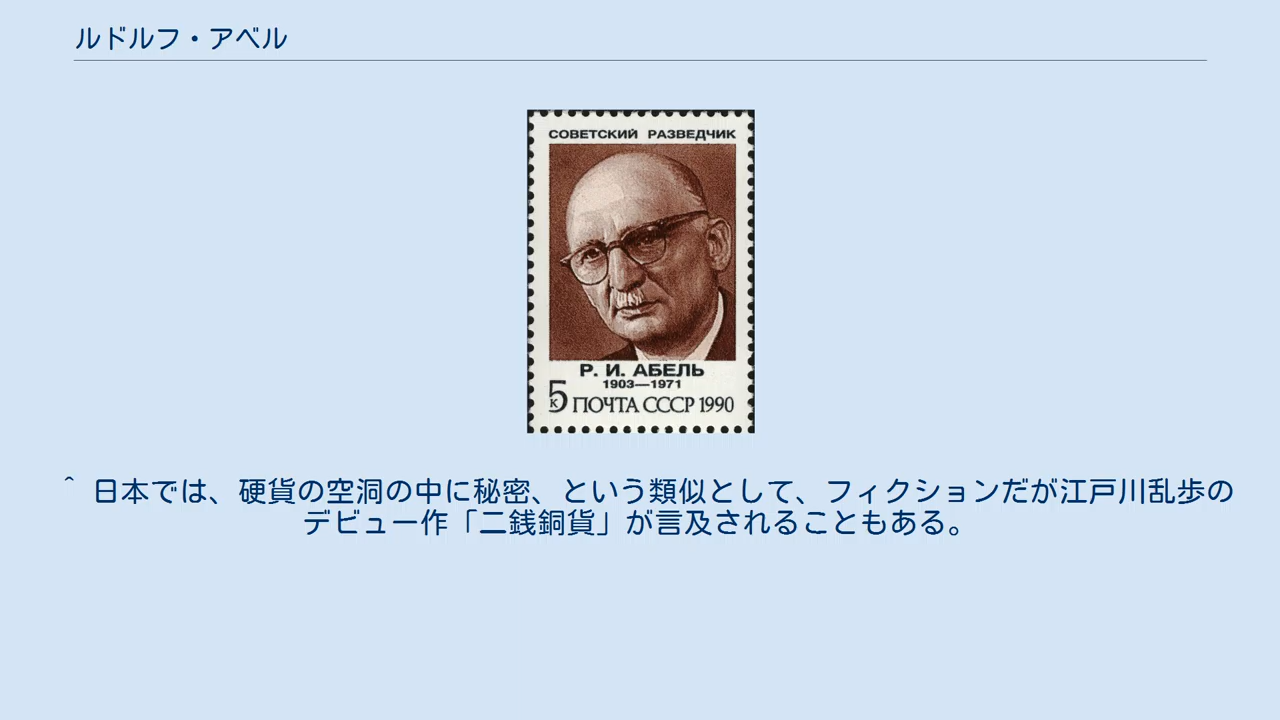 ルドルフ・アベル
СОВЕТСКИЙ РАЗВЕДЧИК
Р. И. АБЕЛЬ
1903—1971
5 к ПОЧТА СССР 1990
^ 日本では、硬貨の空洞の中に秘密、という類似として、フィクションだが江戸川乱歩の
デビュー作「二銭銅貨」が言及されることもある。